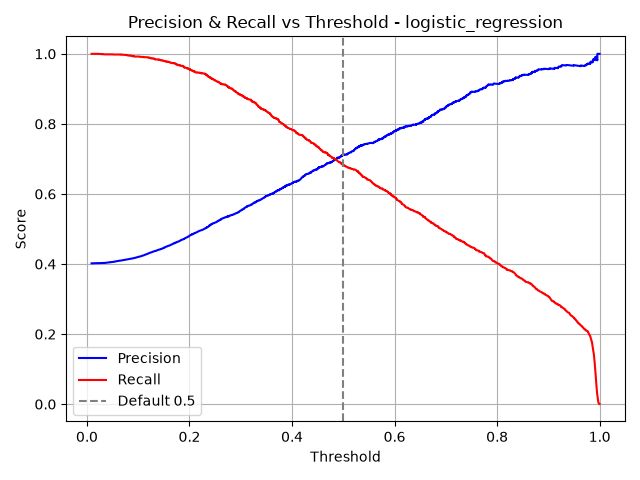 Precision & Recall vs Threshold - logistic_regression
Score
1.0
0.8
0.6
0.4
0.2
0.0
Precision
Recall
Default 0.5
0.0 0.2 0.4 0.6 0.8 1.0
Threshold